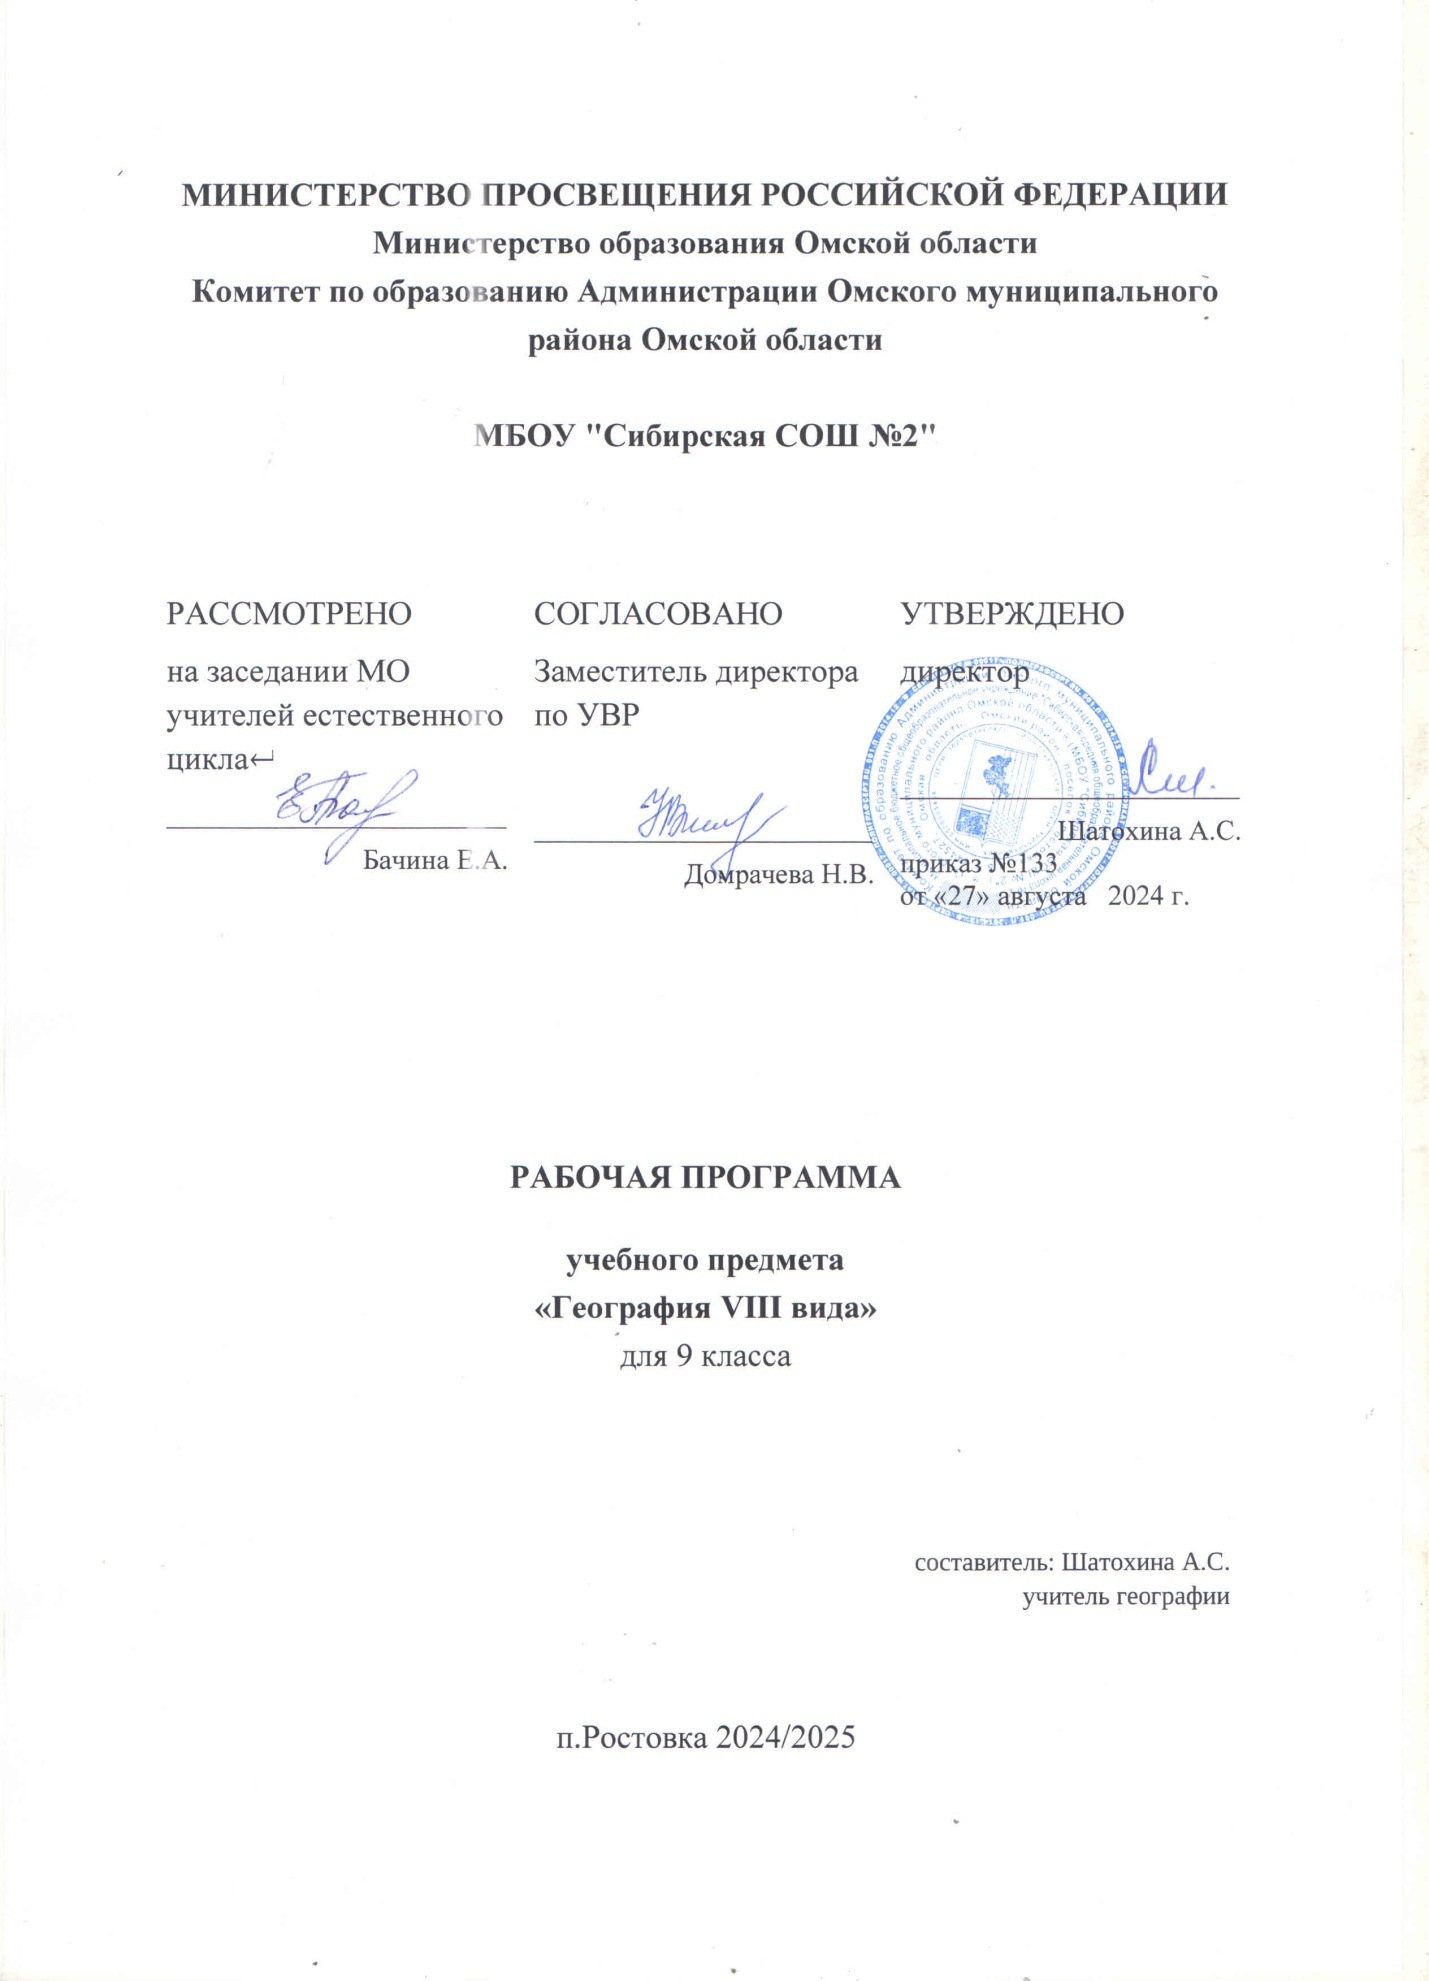 МИНИСТЕРСТВО ПРОСВЕЩЕНИЯ РОССИЙСКОЙ ФЕДЕРАЦИИ
Министерство образования Омской области
Комитет по образованию Администрации Омского муниципального
района Омской области
МБОУ "Сибирская СОШ №2"
РАССМОТРЕНО
на заседании МО
учителей естественного
цикла↵
Бачина Е.А.
СОГЛАСОВАНО
Заместитель директора
по УВР
Домрачева Н.В.
УТВЕРЖДЕНО
директор
Шатохина А.С.
приказ №133
от «27» августа 2024 г.
РАБОЧАЯ ПРОГРАММА
учебного предмета
«География VIII вида»
для 9 класса
составитель: Шатохина А.С.
учитель географии
п.Ростовка 2024/2025